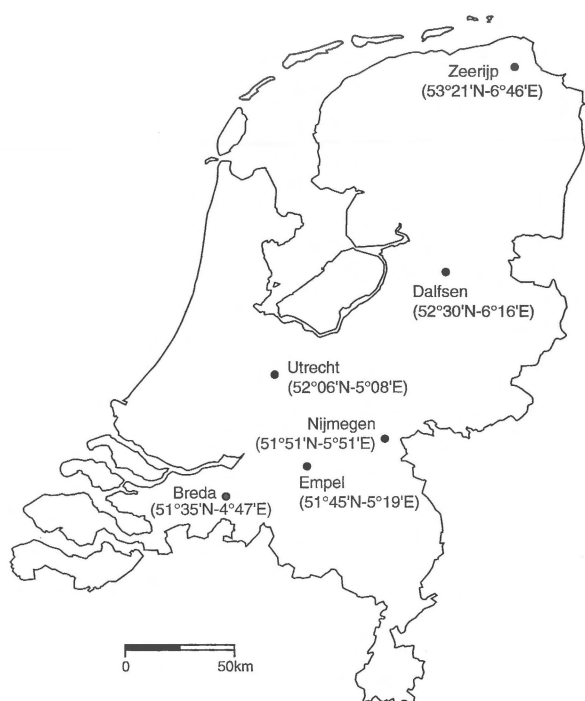 Zeerijp
(53°21'N-6°46'E)
Dalfsen
(52°30'N-6°16'E)
Utrecht
(52°06'N-5°08'E)
Nijmegen
(51°51'N-5°51'E)
Empel
(51°45'N-5°19'E)
Breda
(51°35'N-4°47'E)
0 50km